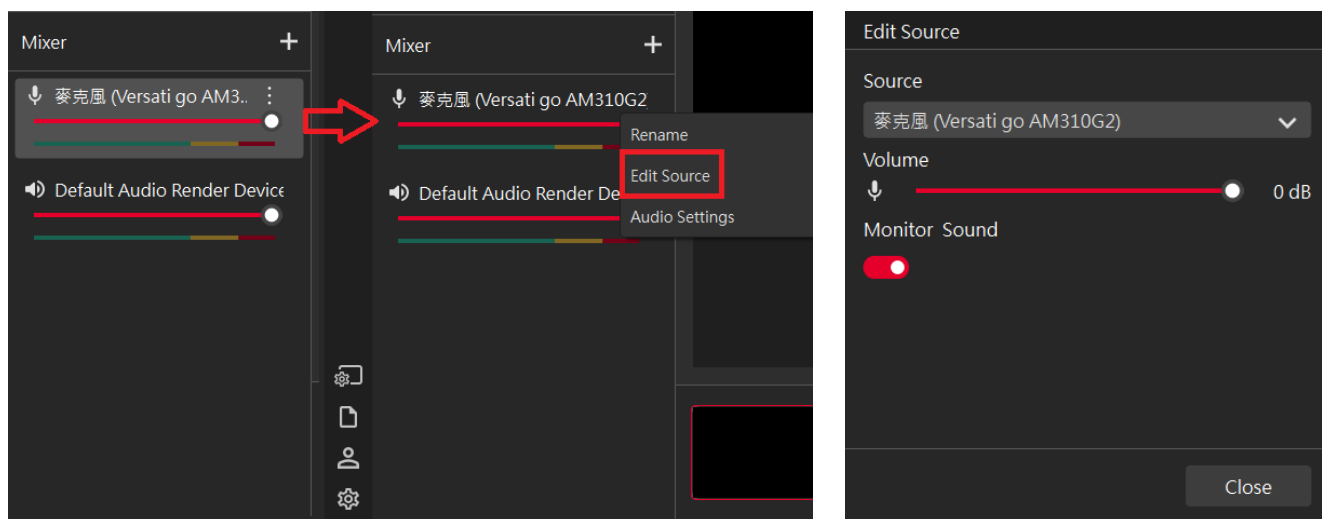 Mixer
麥克風 (Versati go AM3..
Default Audio Render Device
Mixer
麥克風 (Versati go AM310G2
Rename
Edit Source
Default Audio Render De
Audio Settings
Edit Source
Source
麥克風 (Versati go AM310G2)
Volume
0 dB
Monitor Sound
Close